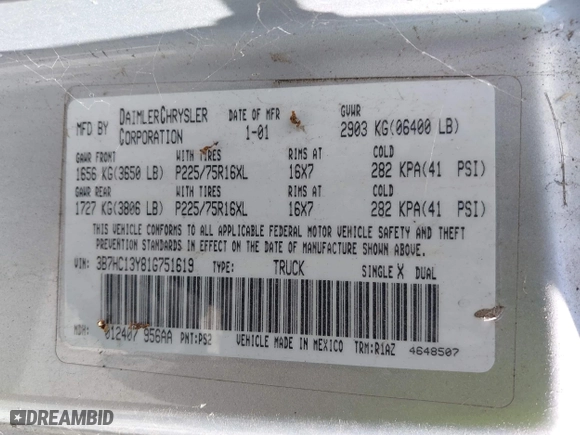 MFD BY DAIMLERCHRYSLER CORPORATION DATE OF MFR 1-01 GVWR 2903 KG(06400 LB)
GAWR FRONT WITH TIRES RIMS AT COLD
1656 KG(3650 LB) P225/75R16XL 16X7 282 KPA(41 PSI)
GAWR REAR WITH TIRES RIMS AT COLD
1727 KG(3806 LB) P225/75R16XL 16X7 282 KPA(41 PSI)
THIS VEHICLE CONFORMS TO ALL APPLICABLE FEDERAL MOTOR VEHICLE SAFETY AND THEFT
PREVENTION STANDARDS IN EFFECT ON THE DATE OF MANUFACTURE SHOWN ABOVE.
VIN: 3B7HC13Y81G751619 TYPE: TRUCK SINGLE X DUAL
MDH: 012407 956AA PNT:PS2 VEHICLE MADE IN MEXICO TRM:R1AZ 4648507
DREAMBID